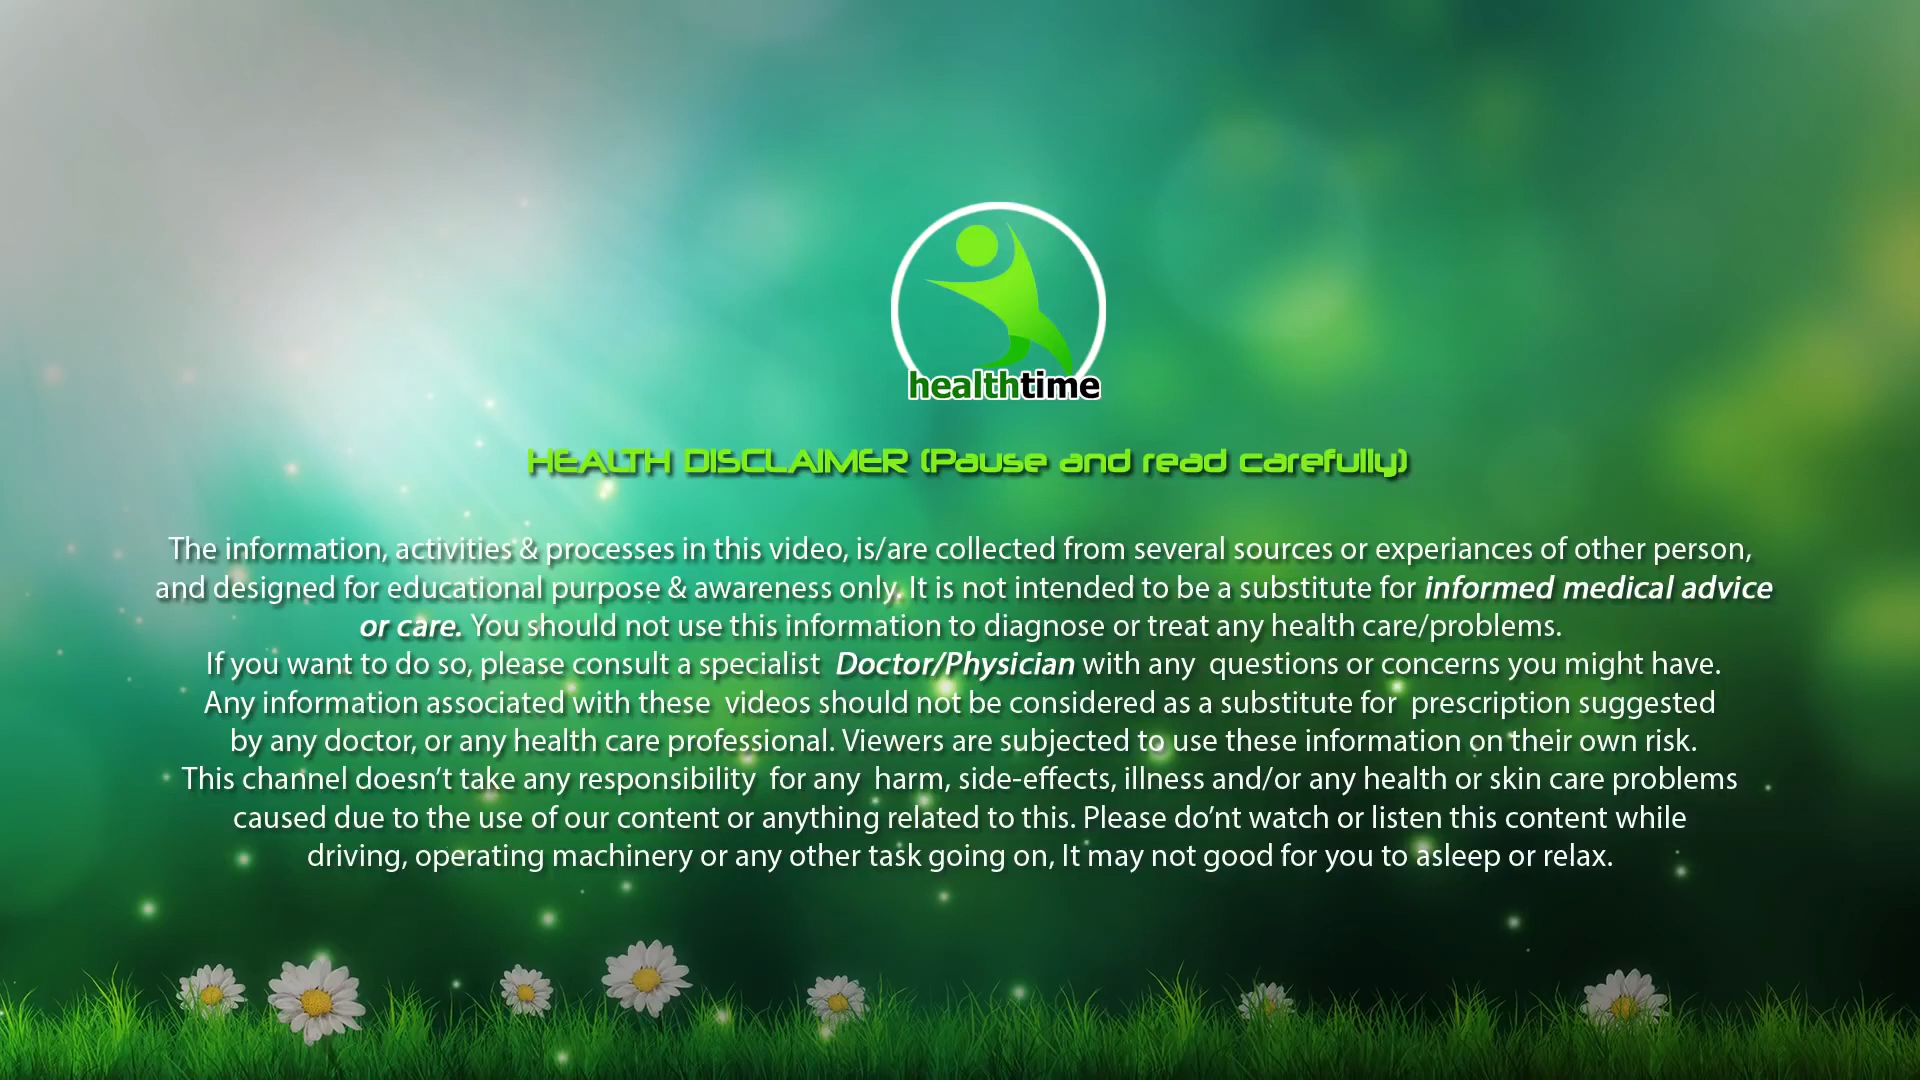 healthtime
HEALTH DISCLAIMER (Pause and read carefully)
The information, activities & processes in this video, is/are collected from several sources or experiances of other person,
and designed for educational purpose & awareness only. It is not intended to be a substitute for informed medical advice
or care. You should not use this information to diagnose or treat any health care/problems.
If you want to do so, please consult a specialist Doctor/Physician with any questions or concerns you might have.
Any information associated with these videos should not be considered as a substitute for prescription suggested
by any doctor, or any health care professional. Viewers are subjected to use these information on their own risk.
This channel doesn’t take any responsibility for any harm, side-effects, illness and/or any health or skin care problems
caused due to the use of our content or anything related to this. Please do’nt watch or listen this content while
driving, operating machinery or any other task going on, It may not good for you to asleep or relax.